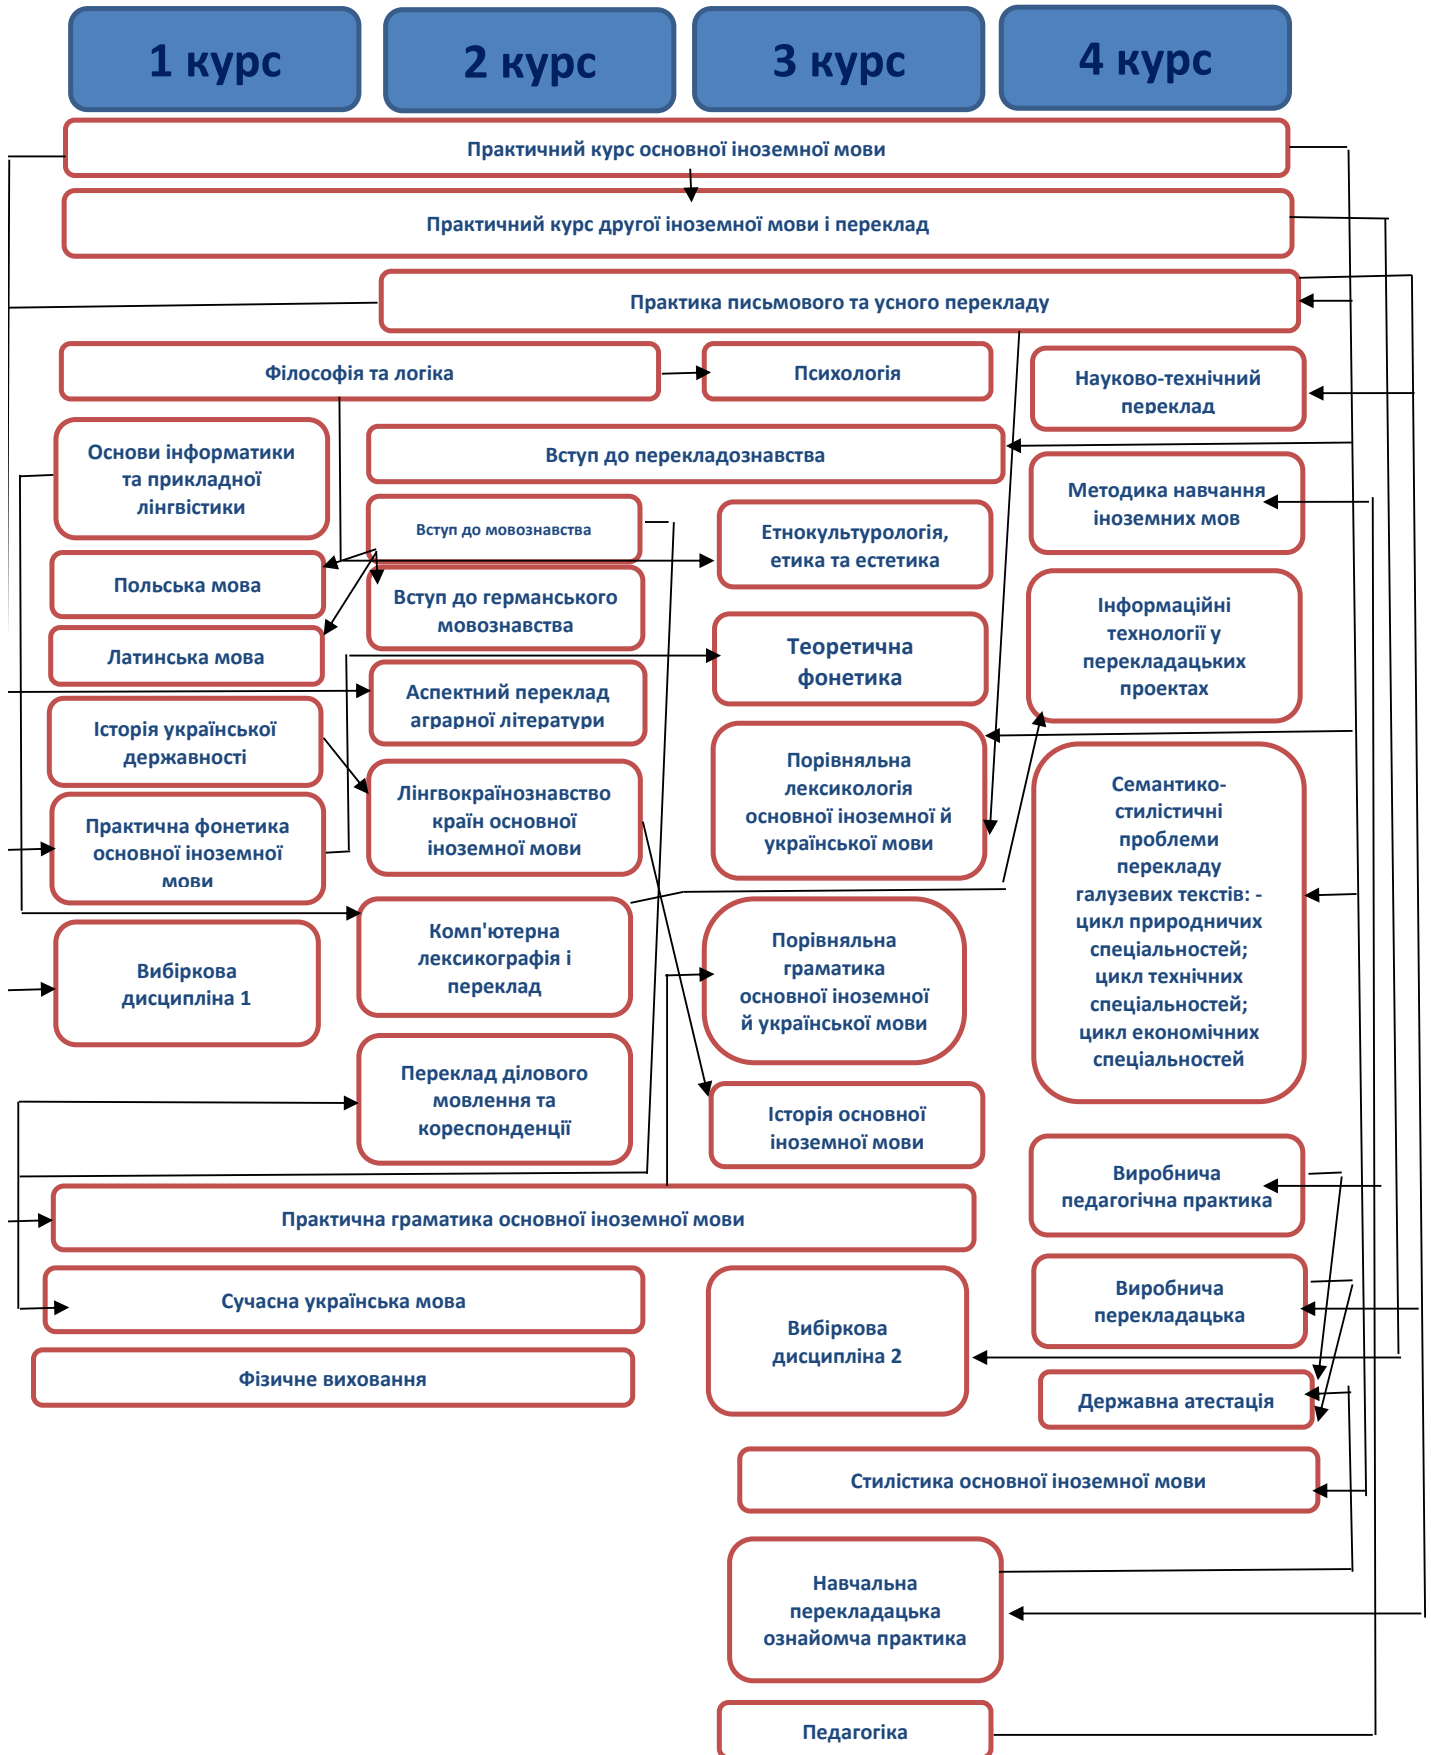 1 курс
2 курс
3 курс
4 курс
Практичний курс основної іноземної мови
Практичний курс другої іноземної мови і переклад
Практика письмового та усного перекладу
Філософія та логіка
Психологія
Науково-технічний
переклад
Основи інформатики
та прикладної
лінгвістики
Вступ до перекладознавства
Методика навчання
іноземних мов
Вступ до мовознавства
Етнокультурологія,
етика та естетика
Польська мова
Вступ до германського
мовознавства
Інформаційні
технології у
перекладацьких
проектах
Латинська мова
Теоретична
фонетика
Аспектний переклад
аграрної літератури
Історія української
державності
Порівняльна
лексикологія
основної іноземної й
української мови
Семантико-
стилістичні
проблеми
перекладу
галузевих текстів: -
цикл природничих
спеціальностей;
цикл технічних
спеціальностей;
цикл економічних
спеціальностей
Лінгвокраїнознавство
країн основної
іноземної мови
Практична фонетика
основної іноземної
мови
Комп'ютерна
лексикографія і
переклад
Порівняльна
граматика
основної іноземної
й української мови
Вибіркова
дисципліна 1
Переклад ділового
мовлення та
кореспонденції
Історія основної
іноземної мови
Виробнича
педагогічна практика
Практична граматика основної іноземної мови
Сучасна українська мова
Вибіркова
дисципліна 2
Виробнича
перекладацька
Фізичне виховання
Державна атестація
Стилістика основної іноземної мови
Навчальна
перекладацька
ознайомча практика
Педагогіка